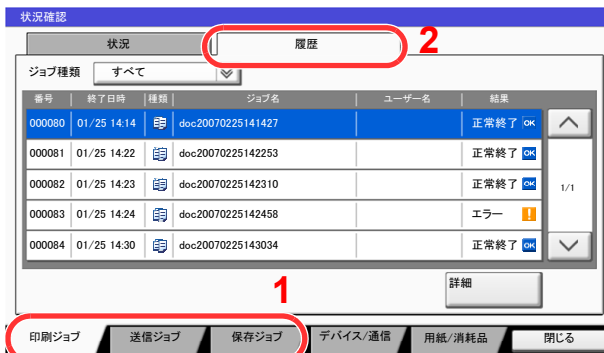 状況確認
状況 履歴 2
ジョブ種類 すべて
番号 終了日時 種類 ジョブ名 ユーザー名 結果
000080 01/25 14:14 doc20070225141427 正常終了 OK
000081 01/25 14:22 doc20070225142253 正常終了 OK
000082 01/25 14:23 doc20070225142310 正常終了 OK
1/1
000083 01/25 14:24 doc20070225142458 エラー !
000084 01/25 14:30 doc20070225143034 正常終了 OK
1 詳細
印刷ジョブ 送信ジョブ 保存ジョブ デバイス/通信 用紙/消耗品 閉じる